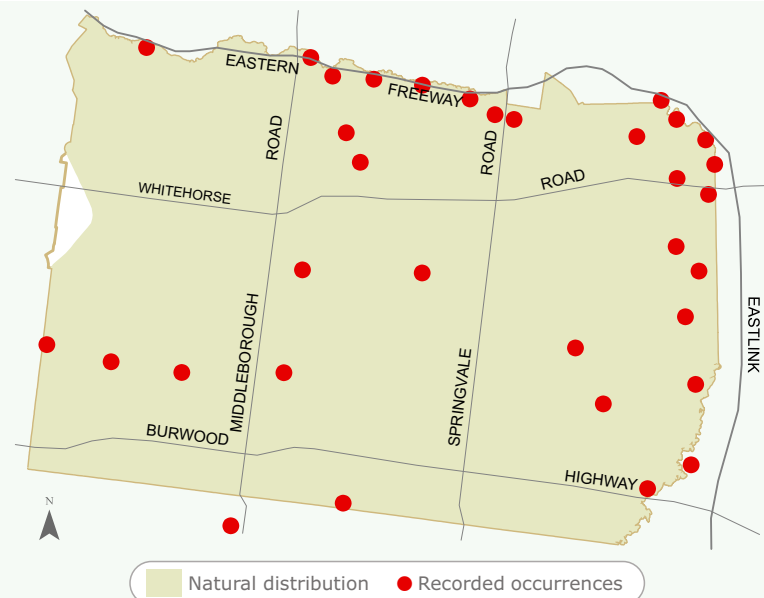 EASTERN
FREEWAY
ROAD
ROAD
ROAD
WHITEHORSE
MIDDLEBOROUGH
SPRINGVALE
EASTLINK
BURWOOD
HIGHWAY
N
Natural distribution
Recorded occurrences